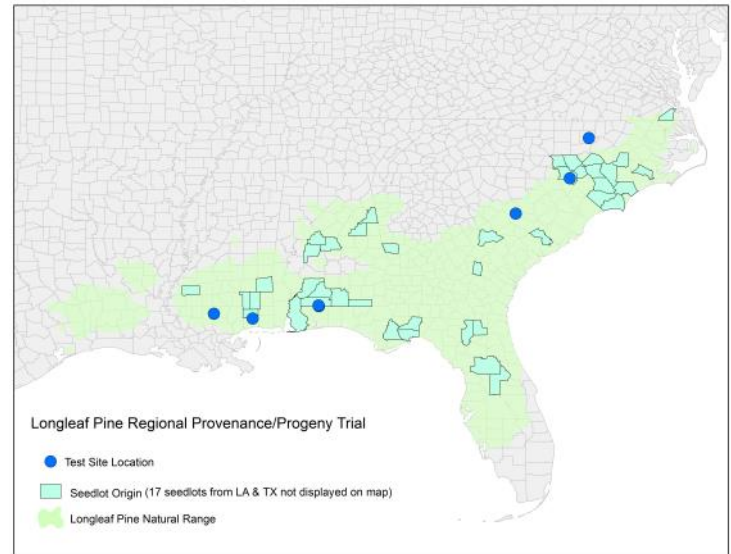 Longleaf Pine Regional Provenance/Progeny Trial
Test Site Location
Seedlot Origin (17 seedlots from LA & TX not displayed on map)
Longleaf Pine Natural Range